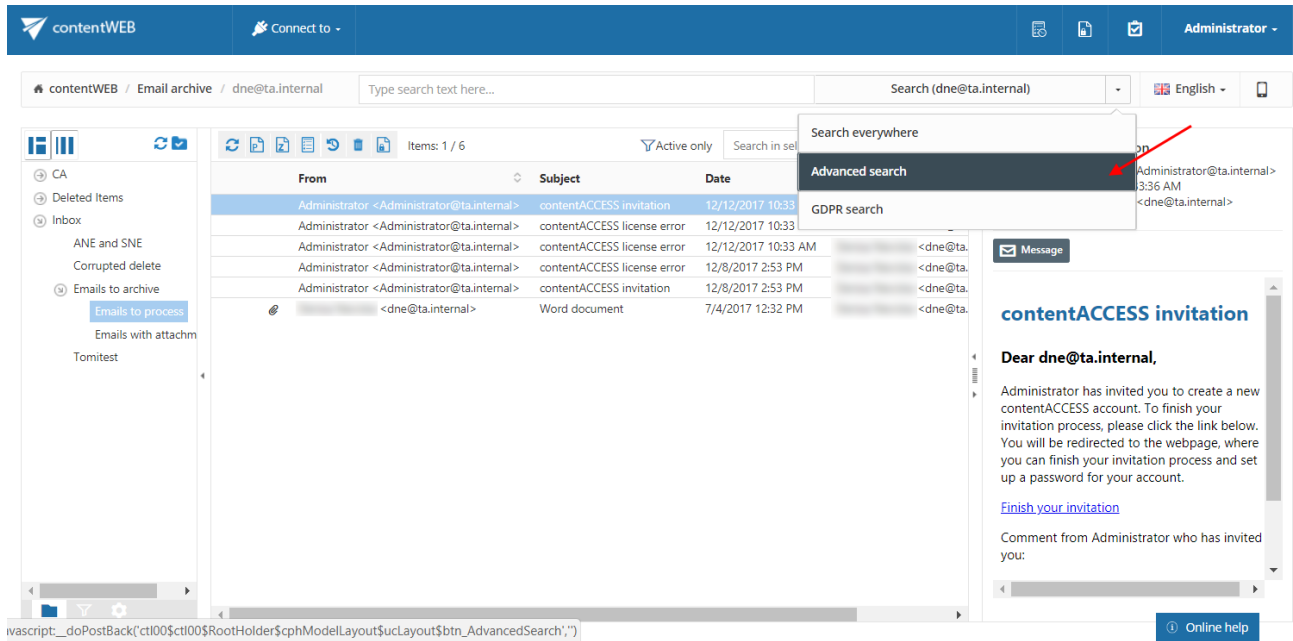 contentWEB
Connect to
Administrator
contentWEB / Email archive / dne@ta.internal
Type search text here...
Search (dne@ta.internal)
English
Search everywhere
Advanced search
GDPR search
Items: 1 / 6
Active only
Search in sel
CA
Deleted Items
Inbox
ANE and SNE
Corrupted delete
Emails to archive
Emails to process
Emails with attachm
Tomitest
From Subject Date
Administrator <Administrator@ta.internal> contentACCESS invitation 12/12/2017 10:33
Administrator <Administrator@ta.internal> contentACCESS license error 12/12/2017 10:33
Administrator <Administrator@ta.internal> contentACCESS license error 12/12/2017 10:33 AM <dne@ta.
Administrator <Administrator@ta.internal> contentACCESS license error 12/8/2017 2:53 PM <dne@ta.
Administrator <Administrator@ta.internal> contentACCESS invitation 12/8/2017 2:53 PM <dne@ta.
<dne@ta.internal> Word document 7/4/2017 12:32 PM <dne@ta.
on
Administrator@ta.internal>
3:36 AM
<dne@ta.internal>
Message
contentACCESS invitation
Dear dne@ta.internal,
Administrator has invited you to create a new
contentACCESS account. To finish your
invitation process, please click the link below.
You will be redirected to the webpage, where
you can finish your invitation process and set
up a password for your account.
Finish your invitation
Comment from Administrator who has invited
you:
Online help
avascript:__doPostBack('ctl00$ctl00$RootHolder$cphModelLayout$ucLayout$btn_AdvancedSearch','')